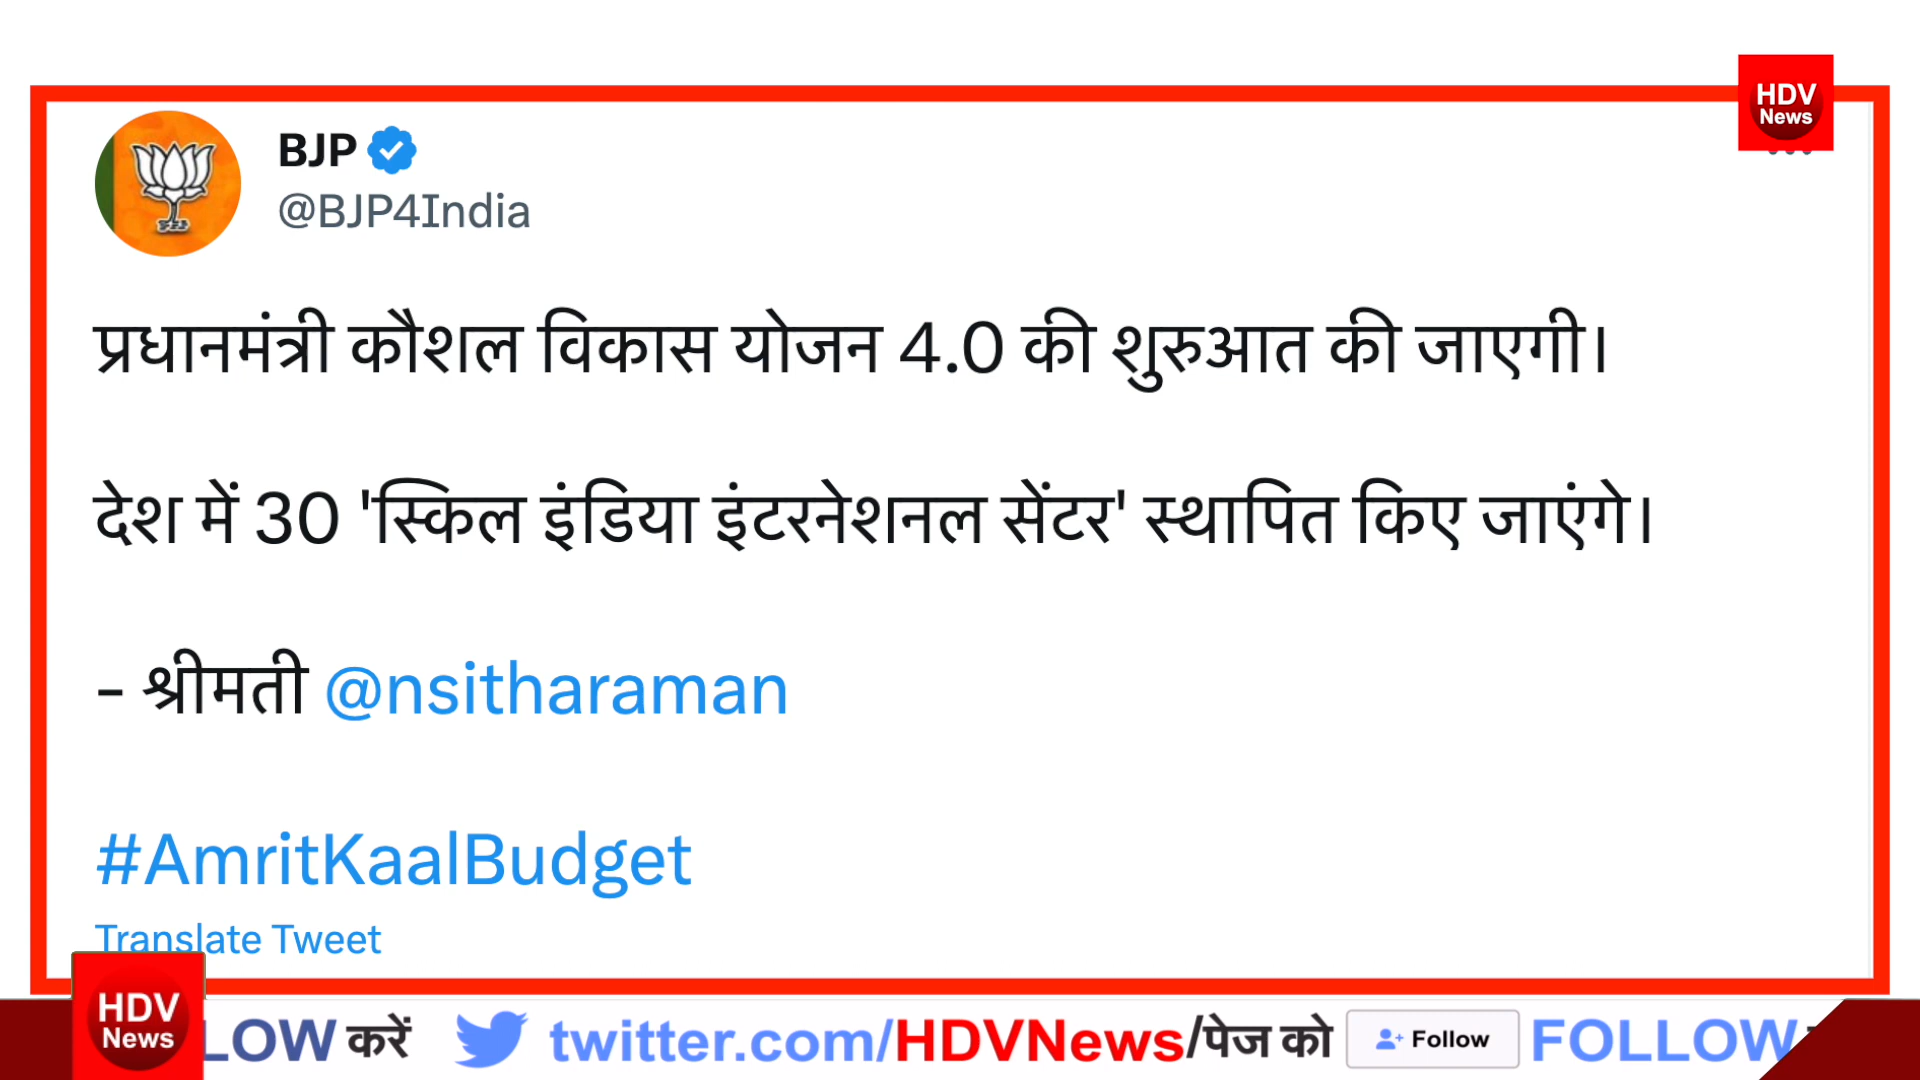 HDV
News
BJP
@BJP4India
प्रधानमंत्री कौशल विकास योजन 4.0 की शुरुआत की जाएगी।
देश में 30 'स्किल इंडिया इंटरनेशनल सेंटर' स्थापित किए जाएंगे।
- श्रीमती @nsitharaman
#AmritKaalBudget
Translate Tweet
HDV
News
LOW करें twitter.com/HDVNews/पेज को Follow FOLLOW